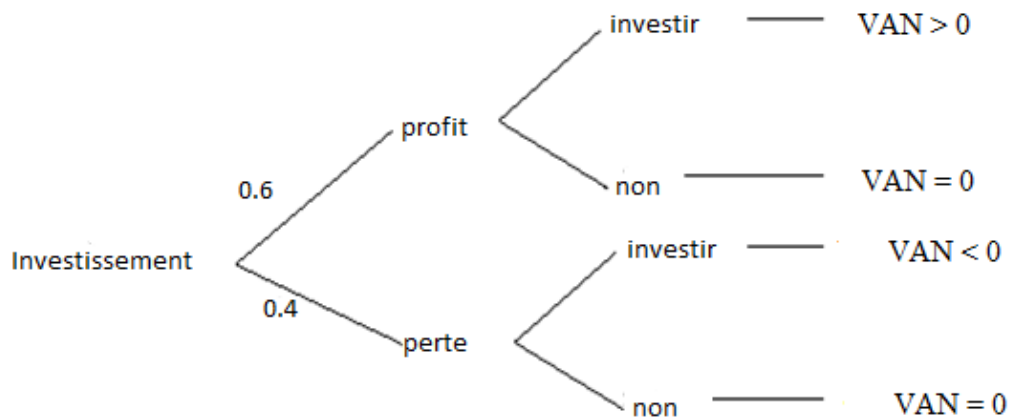 investir VAN > 0
profit
0.6
non VAN = 0
Investissement
investir VAN < 0
0.4
perte
non VAN = 0